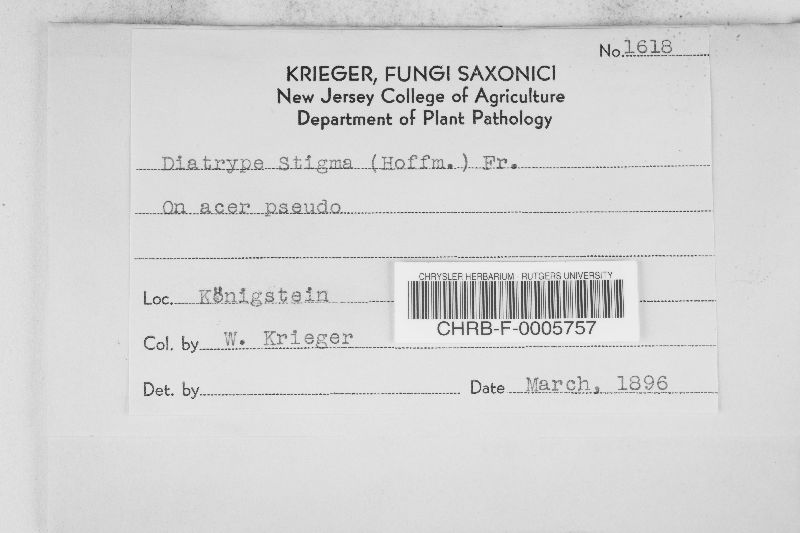 No. 1618
KRIEGER, FUNGI SAXONICI
New Jersey College of Agriculture
Department of Plant Pathology
Diatrype Stigma (Hoffm.) Fr.
On acer pseudo
Loc. Königstein
CHRYSLER HERBARIUM - RUTGERS UNIVERSITY
CHRB-F-0005757
Col. by W. Krieger
Det. by
Date March, 1896